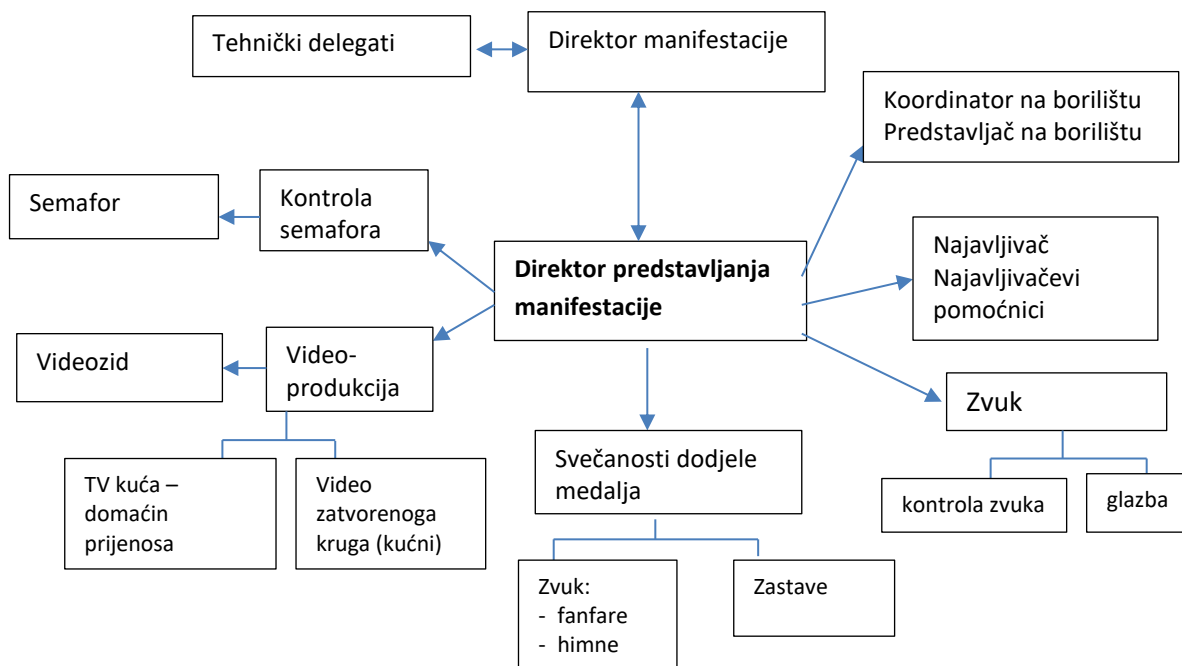 Tehnički delegati
Direktor manifestacije
Koordinator na borilištu
Predstavljač na borilištu
Semafor
Kontrola
semafora
Direktor predstavljanja
manifestacije
Najavljivač
Najavljivačevi
pomoćnici
Videozid
Video-
produkcija
Zvuk
Svečanosti dodjele
medalja
TV kuća –
domaćin
prijenosa
Video
zatvorenoga
kruga (kućni)
kontrola zvuka
glazba
Zvuk:
- fanfare
- himne
Zastave